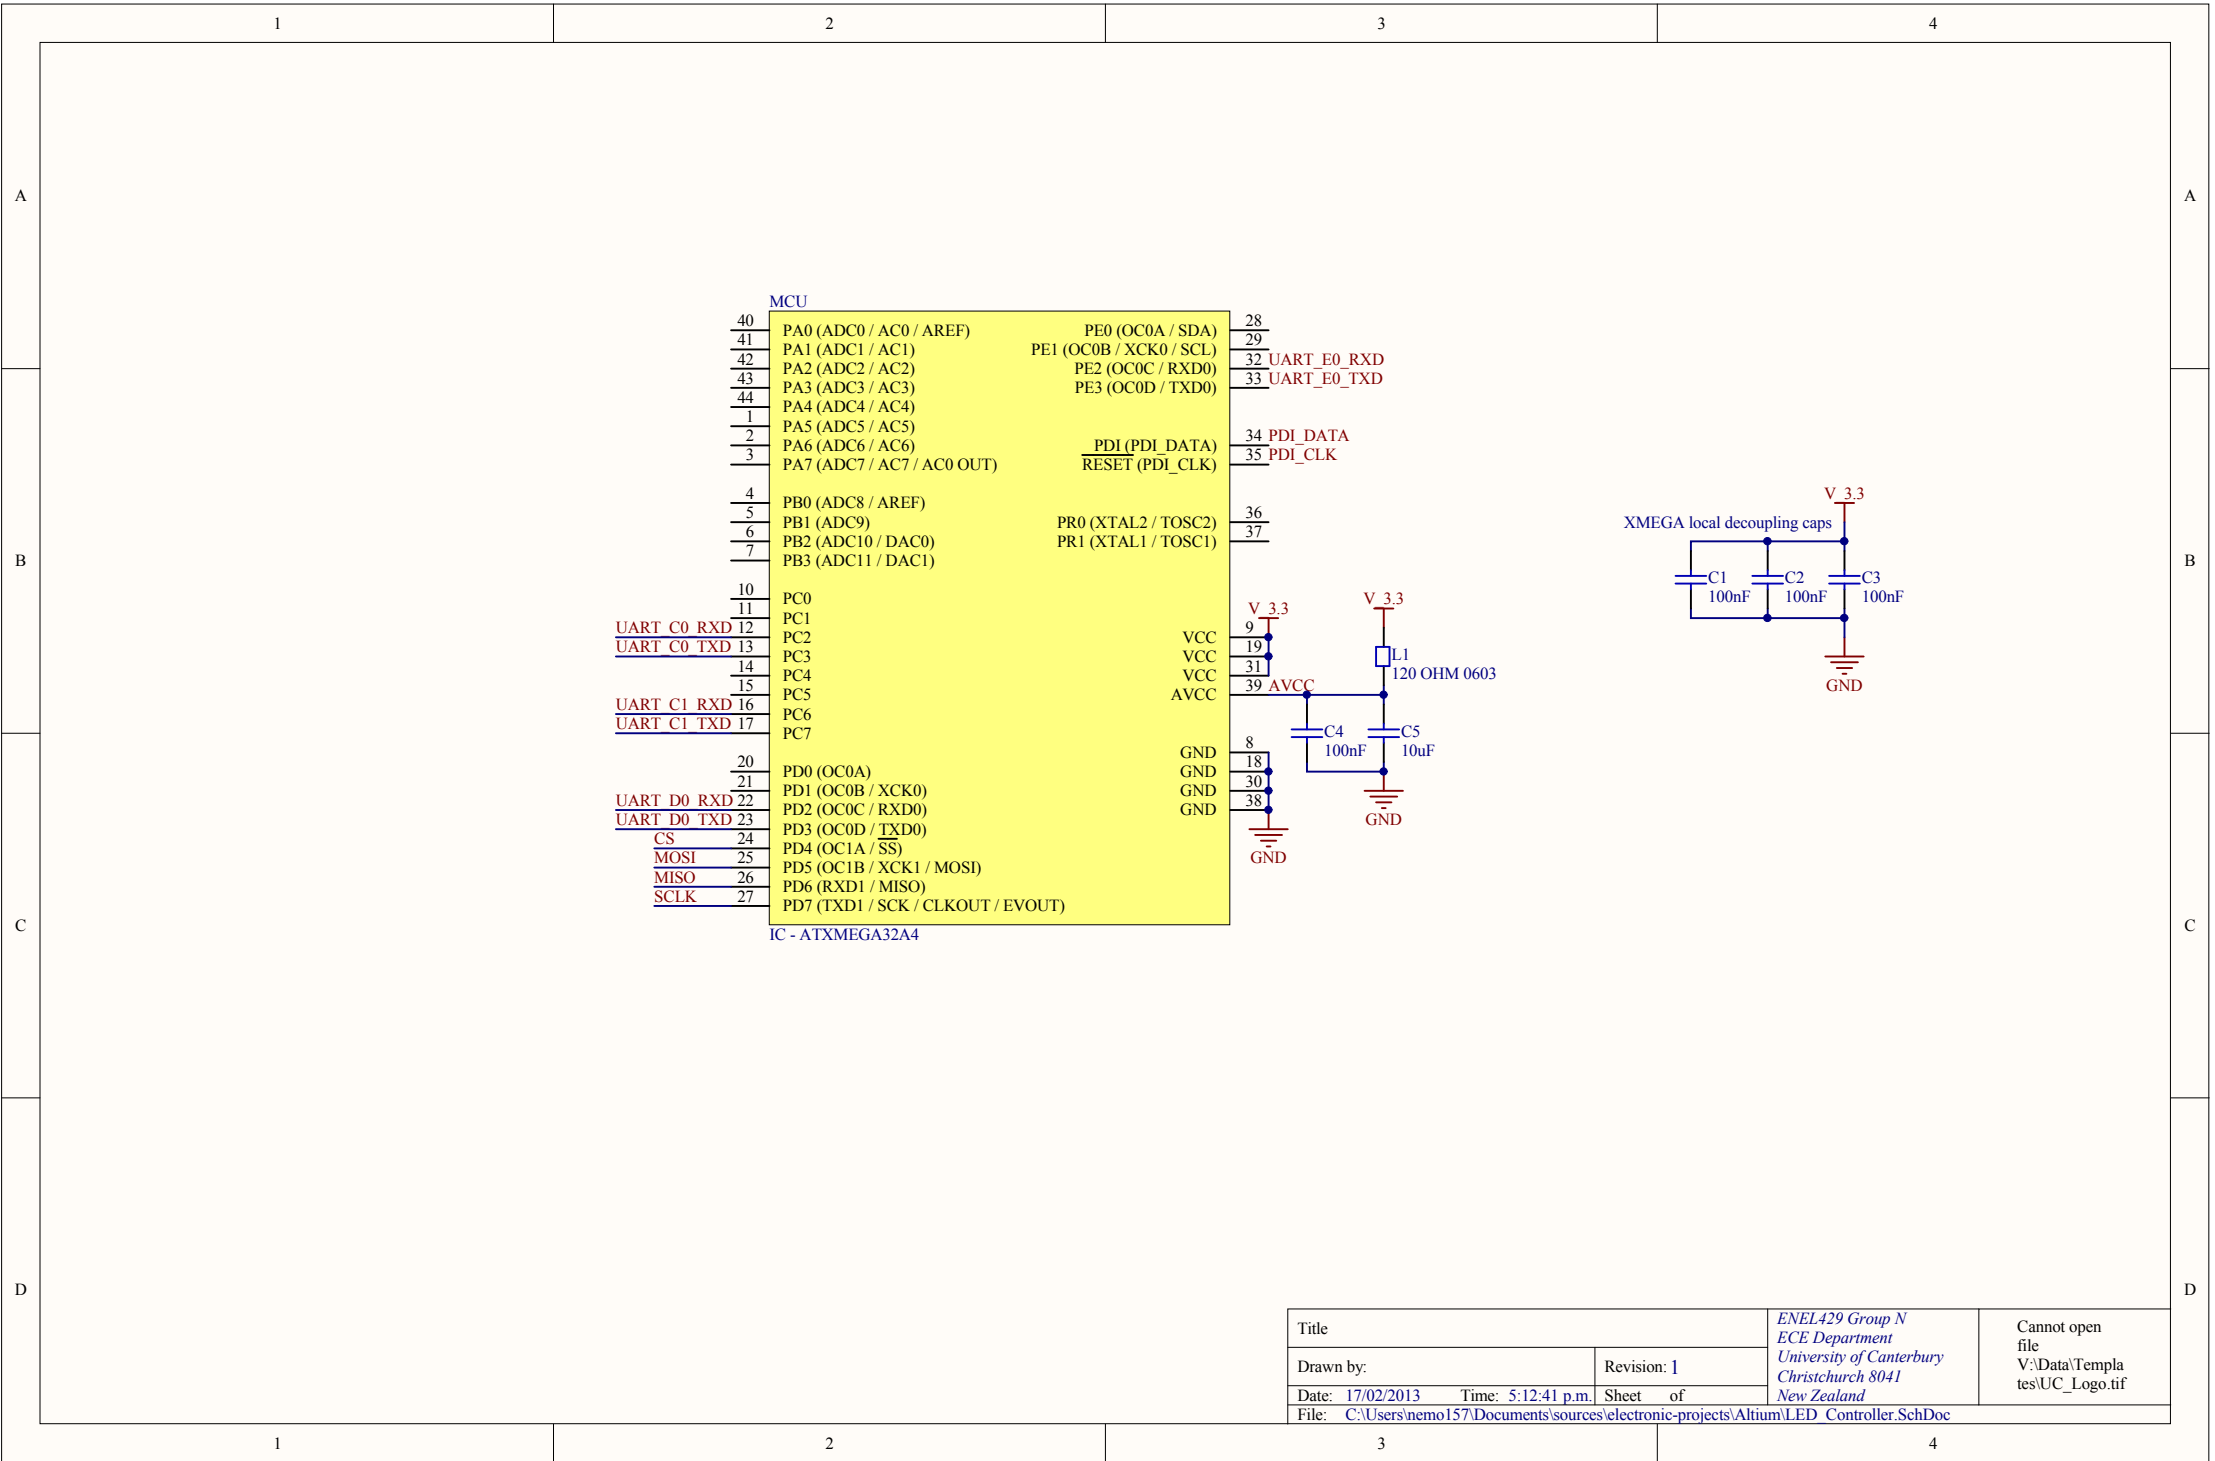 1 2 3 4
A A
B B
C C
D D
1 2 3 4
MCU
40 PA0 (ADC0 / AC0 / AREF)
41 PA1 (ADC1 / AC1)
42 PA2 (ADC2 / AC2)
43 PA3 (ADC3 / AC3)
44 PA4 (ADC4 / AC4)
1 PA5 (ADC5 / AC5)
2 PA6 (ADC6 / AC6)
3 PA7 (ADC7 / AC7 / AC0 OUT)
4 PB0 (ADC8 / AREF)
5 PB1 (ADC9)
6 PB2 (ADC10 / DAC0)
7 PB3 (ADC11 / DAC1)
10 PC0
11 PC1
UART_C0_RXD 12 PC2
UART_C0_TXD 13 PC3
14 PC4
15 PC5
UART_C1_RXD 16 PC6
UART_C1_TXD 17 PC7
20 PD0 (OC0A)
21 PD1 (OC0B / XCK0)
UART_D0_RXD 22 PD2 (OC0C / RXD0)
UART_D0_TXD 23 PD3 (OC0D / TXD0)
CS 24 PD4 (OC1A / SS)
MOSI 25 PD5 (OC1B / XCK1 / MOSI)
MISO 26 PD6 (RXD1 / MISO)
SCLK 27 PD7 (TXD1 / SCK / CLKOUT / EVOUT)
IC - ATXMEGA32A4
PE0 (OC0A / SDA) 28
PE1 (OC0B / XCK0 / SCL) 29
PE2 (OC0C / RXD0) 32 UART_E0_RXD
PE3 (OC0D / TXD0) 33 UART_E0_TXD
PDI (PDI_DATA) 34 PDI_DATA
RESET (PDI_CLK) 35 PDI_CLK
PR0 (XTAL2 / TOSC2) 36
PR1 (XTAL1 / TOSC1) 37
V_3.3
VCC 9
VCC 19
VCC 31
AVCC 39 AVCC
GND 8
GND 18
GND 30
GND 38
GND
V_3.3
L1
120 OHM 0603
C4
100nF
C5
10uF
GND
V_3.3
XMEGA local decoupling caps
C1
100nF
C2
100nF
C3
100nF
GND
Title
Drawn by:
Revision: 1
Date: 17/02/2013 Time: 5:12:41 p.m. Sheet of
File: C:\Users\nemo157\Documents\sources\electronic-projects\Altium\LED_Controller.SchDoc
ENEL429 Group N
ECE Department
University of Canterbury
Christchurch 8041
New Zealand
Cannot open
file
V:\Data\Templa
tes\UC_Logo.tif